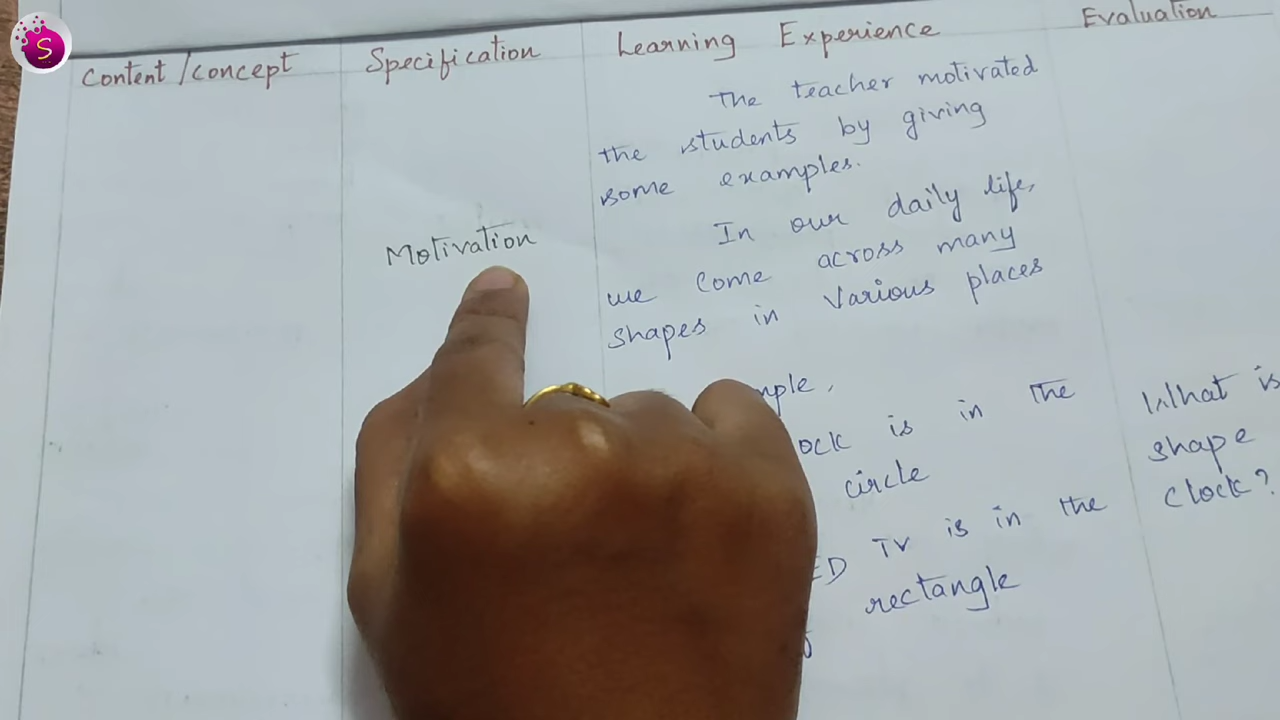 S
Content / concept
Specification
Learning Experience
Evaluation
Motivation
The teacher motivated
the students by giving
some examples.
In our daily life,
we come across many
shapes in various places
is in the
circle
TV is in the
rectangle
What is
shape
clock?